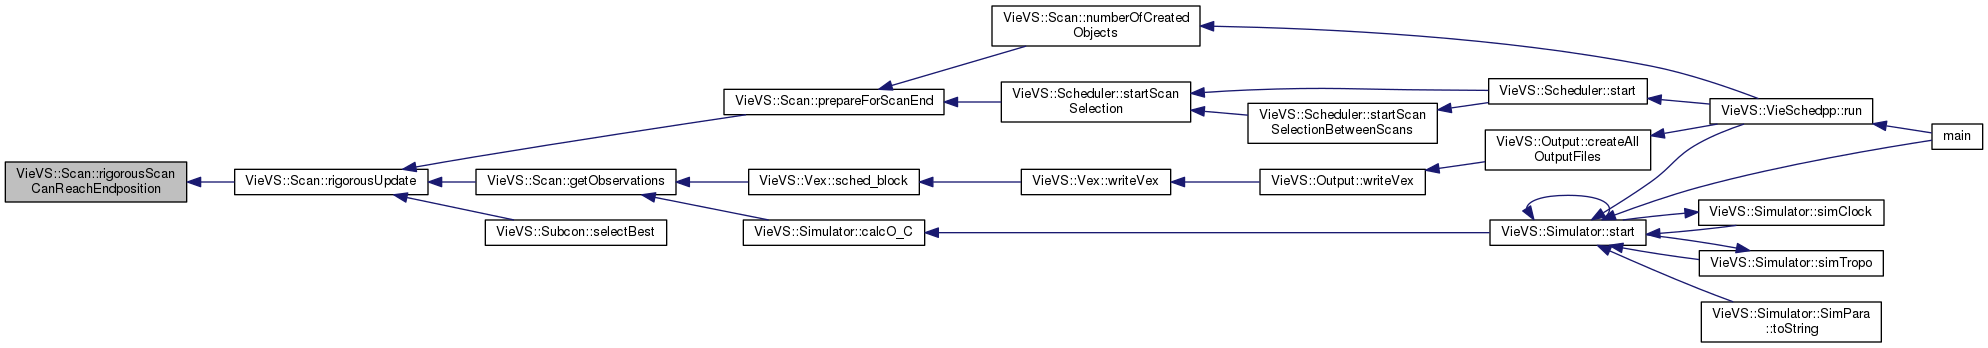 VieVS::Scan::rigorousScan
CanReachEndposition
VieVS::Scan::rigorousUpdate
VieVS::Scan::prepareForScanEnd
VieVS::Scan::numberOfCreated
Objects
VieVS::Scheduler::startScan
Selection
VieVS::Scheduler::startScan
SelectionBetweenScans
VieVS::Scheduler::start
VieVS::VieSchedpp::run
main
VieVS::Scan::getObservations
VieVS::Vex::sched_block
VieVS::Vex::writeVex
VieVS::Output::writeVex
VieVS::Output::createAll
OutputFiles
VieVS::Subcon::selectBest
VieVS::Simulator::calcO_C
VieVS::Simulator::start
VieVS::Simulator::simClock
VieVS::Simulator::simTropo
VieVS::Simulator::SimPara
::toString